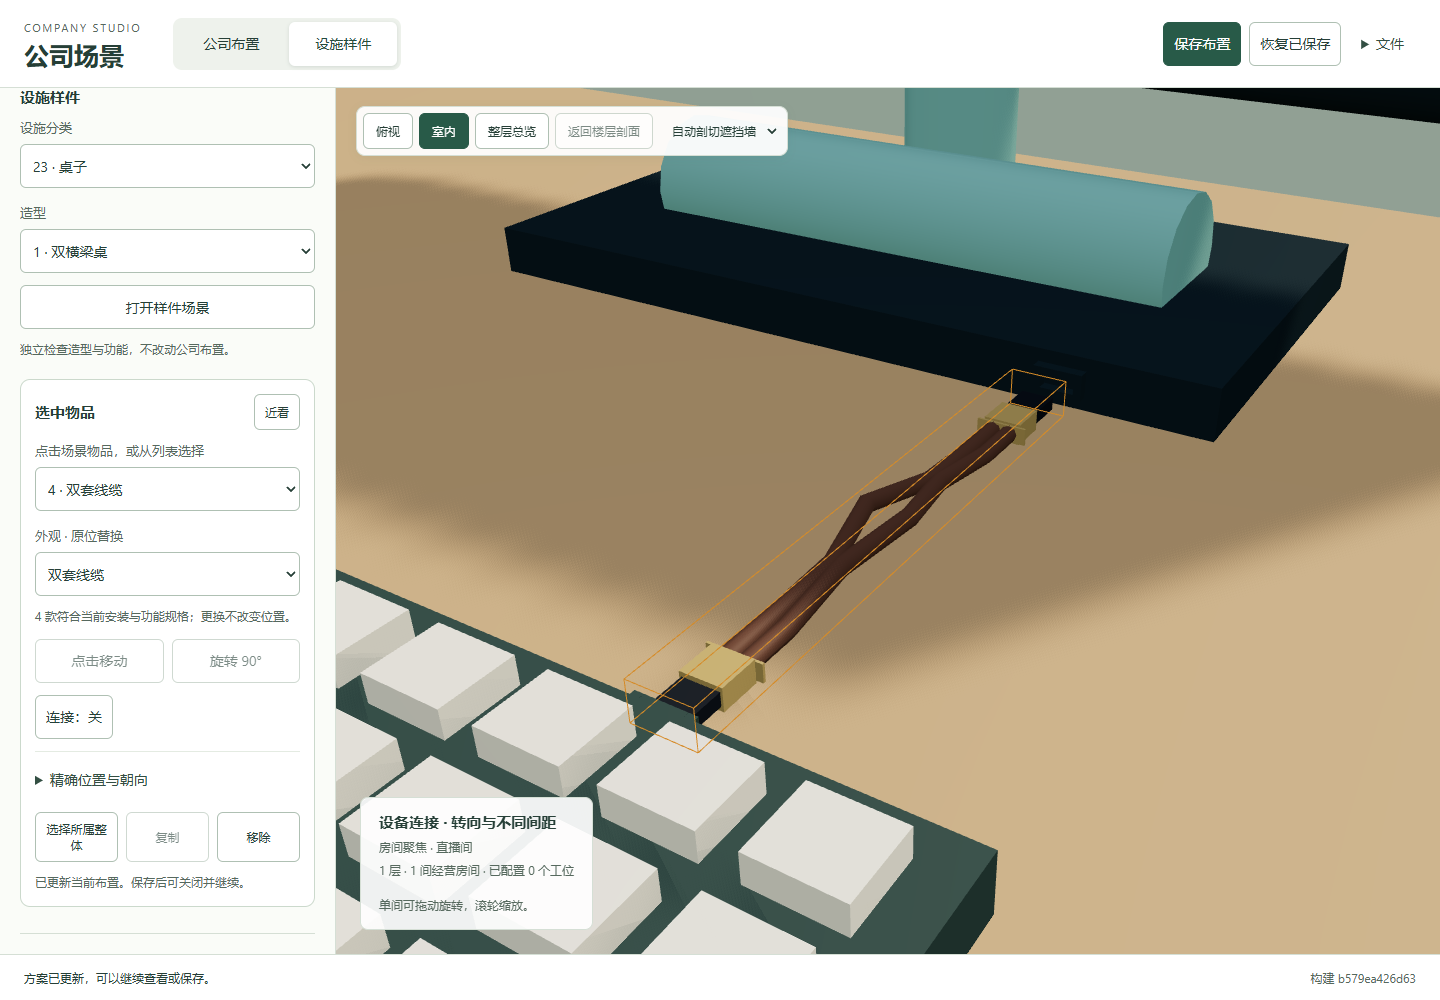 COMPANY STUDIO
公司场景
公司布置
设施样件
保存布置
恢复已保存
▶ 文件
设施样件
设施分类
23 · 桌子
造型
1 · 双横梁桌
打开样件场景
独立检查造型与功能，不改动公司布置。
选中物品
近看
点击场景物品，或从列表选择
4 · 双套线缆
外观 · 原位替换
双套线缆
4 款符合当前安装与功能规格；更换不改变位置。
点击移动
旋转 90°
连接：关
▶ 精确位置与朝向
选择所属整
体
复制
移除
已更新当前布置。保存后可关闭并继续。
俯视
室内
整层总览
返回楼层剖面
自动剖切遮挡墙
设备连接 · 转向与不同间距
房间聚焦 · 直播间
1 层 · 1 间经营房间 · 已配置 0 个工位
单间可拖动旋转，滚轮缩放。
方案已更新，可以继续查看或保存。
构建 b579ea426d63